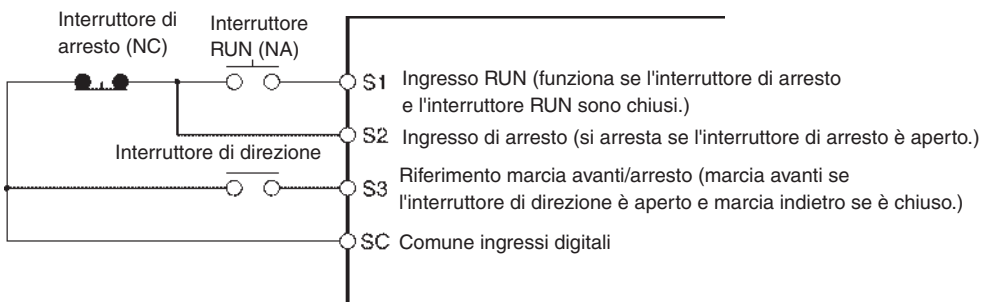 Interruttore di
arresto (NC)
Interruttore
RUN (NA)
S1 Ingresso RUN (funziona se l'interruttore di arresto
e l'interruttore RUN sono chiusi.)
S2 Ingresso di arresto (si arresta se l'interruttore di arresto è aperto.)
Interruttore di direzione
S3 Riferimento marcia avanti/arresto (marcia avanti se
l'interruttore di direzione è aperto e marcia indietro se è chiuso.)
SC Comune ingressi digitali